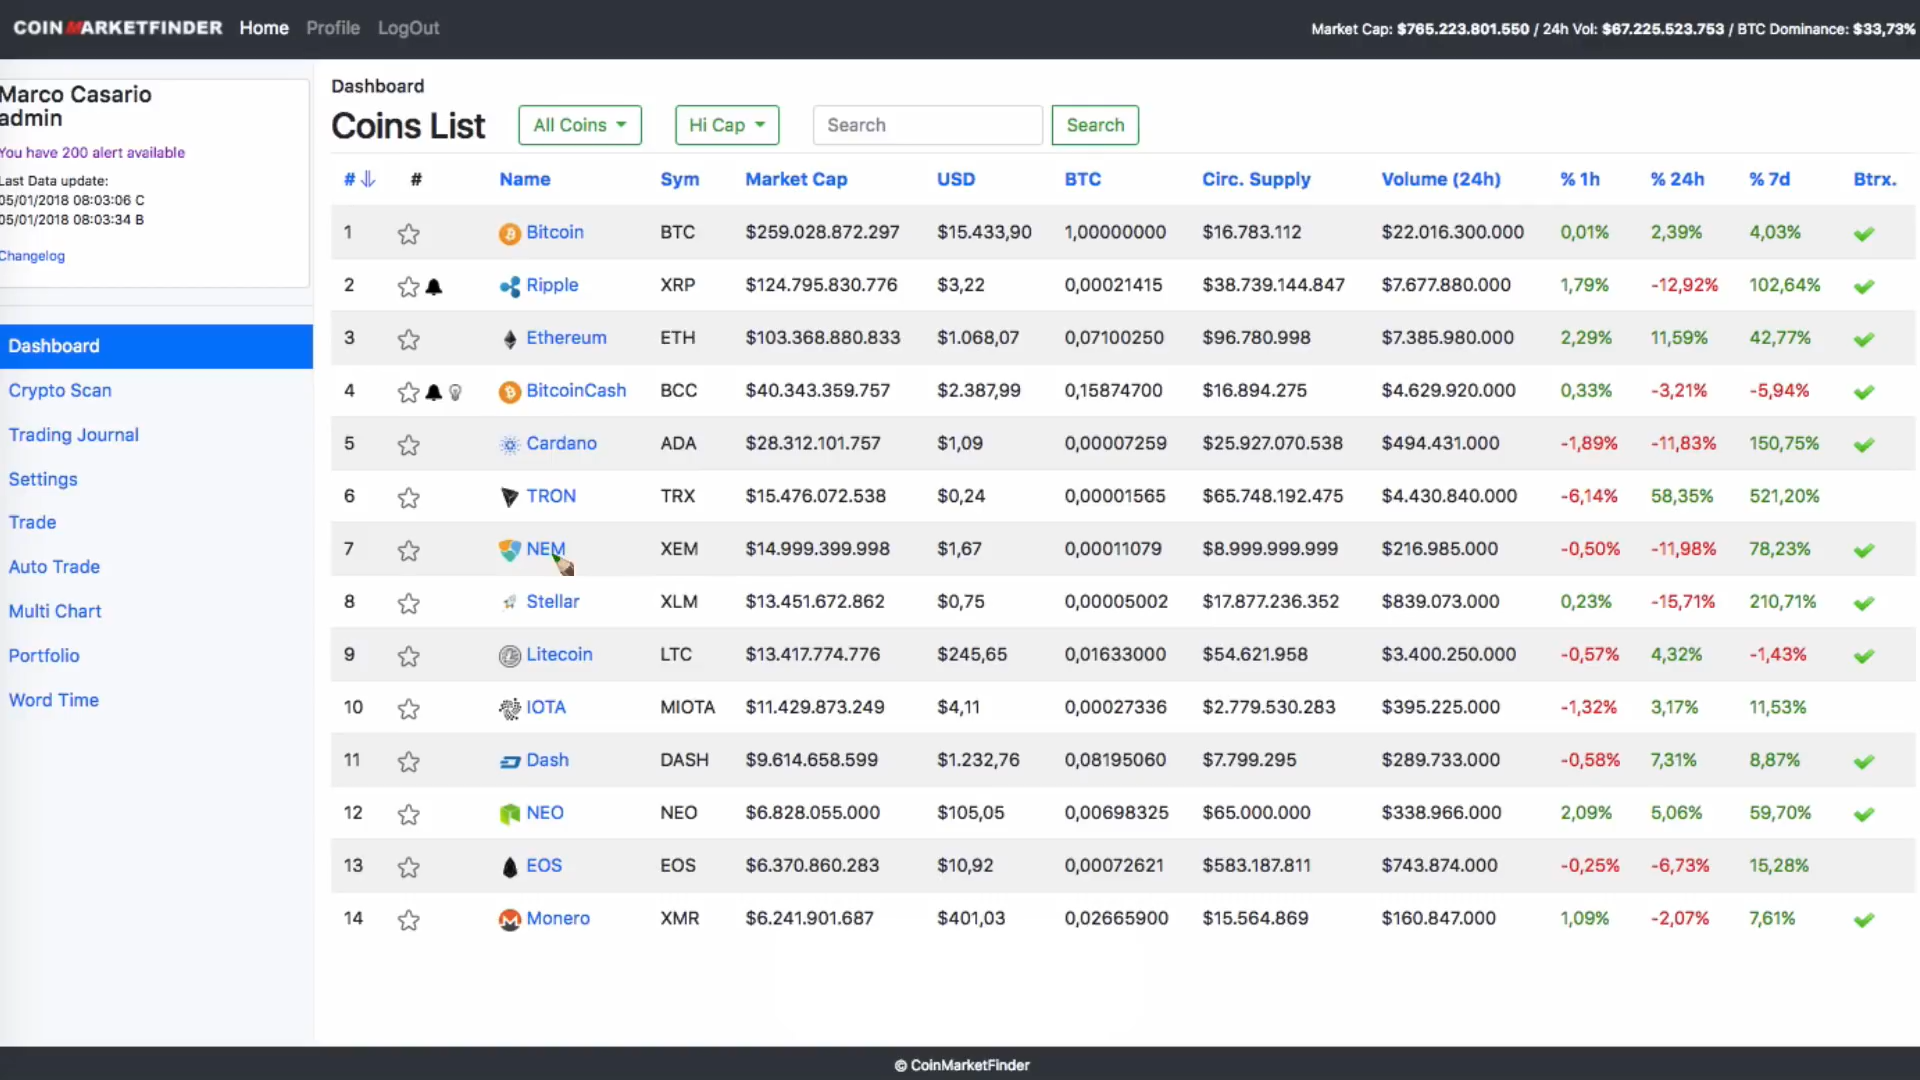 COINMARKETFINDER Home Profile LogOut Market Cap: $765.223.801.550 / 24h Vol: $67.225.523.753 / BTC Dominance: $33,73%
Marco Casario
admin
You have 200 alert available
Last Data update:
05/01/2018 08:03:06 C
05/01/2018 08:03:34 B
Changelog
Dashboard
Crypto Scan
Trading Journal
Settings
Trade
Auto Trade
Multi Chart
Portfolio
Word Time
Dashboard
Coins List All Coins Hi Cap Search Search
# # Name Sym Market Cap USD BTC Circ. Supply Volume (24h) % 1h % 24h % 7d Btrx.
1 Bitcoin BTC $259.028.872.297 $15.433,90 1,00000000 $16.783.112 $22.016.300.000 0,01% 2,39% 4,03%
2 Ripple XRP $124.795.830.776 $3,22 0,00021415 $38.739.144.847 $7.677.880.000 1,79% -12,92% 102,64%
3 Ethereum ETH $103.368.880.833 $1.068,07 0,07100250 $96.780.998 $7.385.980.000 2,29% 11,59% 42,77%
4 BitcoinCash BCC $40.343.359.757 $2.387,99 0,15874700 $16.894.275 $4.629.920.000 0,33% -3,21% -5,94%
5 Cardano ADA $28.312.101.757 $1,09 0,00007259 $25.927.070.538 $494.431.000 -1,89% -11,83% 150,75%
6 TRON TRX $15.476.072.538 $0,24 0,00001565 $65.748.192.475 $4.430.840.000 -6,14% 58,35% 521,20%
7 NEM XEM $14.999.399.998 $1,67 0,00011079 $8.999.999.999 $216.985.000 -0,50% -11,98% 78,23%
8 Stellar XLM $13.451.672.862 $0,75 0,00005002 $17.877.236.352 $839.073.000 0,23% -15,71% 210,71%
9 Litecoin LTC $13.417.774.776 $245,65 0,01633000 $54.621.958 $3.400.250.000 -0,57% 4,32% -1,43%
10 IOTA MIOTA $11.429.873.249 $4,11 0,00027336 $2.779.530.283 $395.225.000 -1,32% 3,17% 11,53%
11 Dash DASH $9.614.658.599 $1.232,76 0,08195060 $7.799.295 $289.733.000 -0,58% 7,31% 8,87%
12 NEO NEO $6.828.055.000 $105,05 0,00698325 $65.000.000 $338.966.000 2,09% 5,06% 59,70%
13 EOS EOS $6.370.860.283 $10,92 0,00072621 $583.187.811 $743.874.000 -0,25% -6,73% 15,28%
14 Monero XMR $6.241.901.687 $401,03 0,02665900 $15.564.869 $160.847.000 1,09% -2,07% 7,61%
© CoinMarketFinder